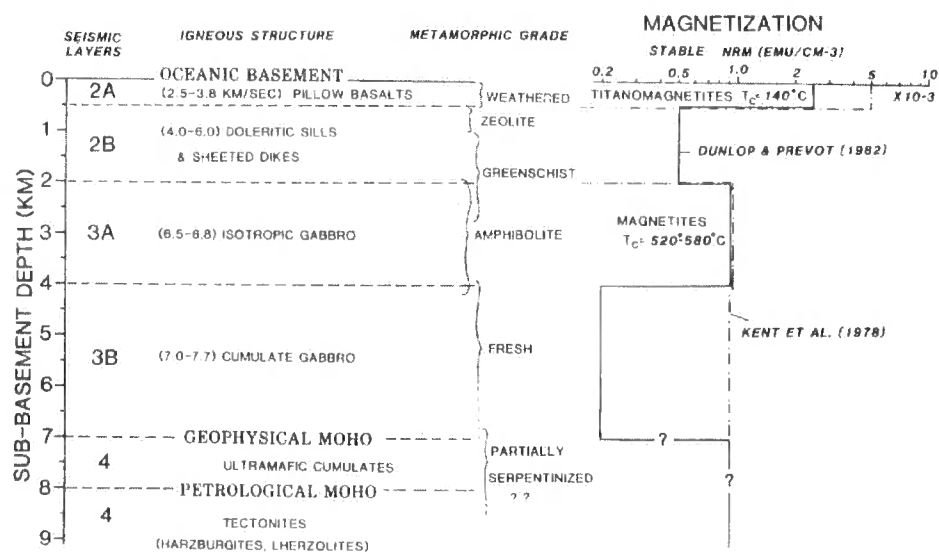 MAGNETIZATION
SEISMIC LAYERS
IGNEOUS STRUCTURE
METAMORPHIC GRADE
STABLE NRM (EMU/CM-3)
0.2 0.5 1.0 2 5 10
X10-3
0
OCEANIC BASEMENT
2A
(2.5-3.8 KM/SEC) PILLOW BASALTS
WEATHERED
TITANOMAGNETITES Tc= 140°C
ZEOLITE
1
2B
(4.0-6.0) DOLERITIC SILLS
& SHEETED DIKES
DUNLOP & PREVOT (1982)
GREENSCHIST
2
3
3A
(6.5-6.8) ISOTROPIC GABBRO
AMPHIBOLITE
MAGNETITES
Tc= 520°-580°C
4
5
KENT ET AL. (1978)
3B
(7.0-7.7) CUMULATE GABBRO
FRESH
6
7
GEOPHYSICAL MOHO
?
PARTIALLY
4
ULTRAMAFIC CUMULATES
SERPENTINIZED
? ?
?
8
PETROLOGICAL MOHO
4
TECTONITES
(HARZBURGITES, LHERZOLITES)
9
SUB-BASEMENT DEPTH (KM)